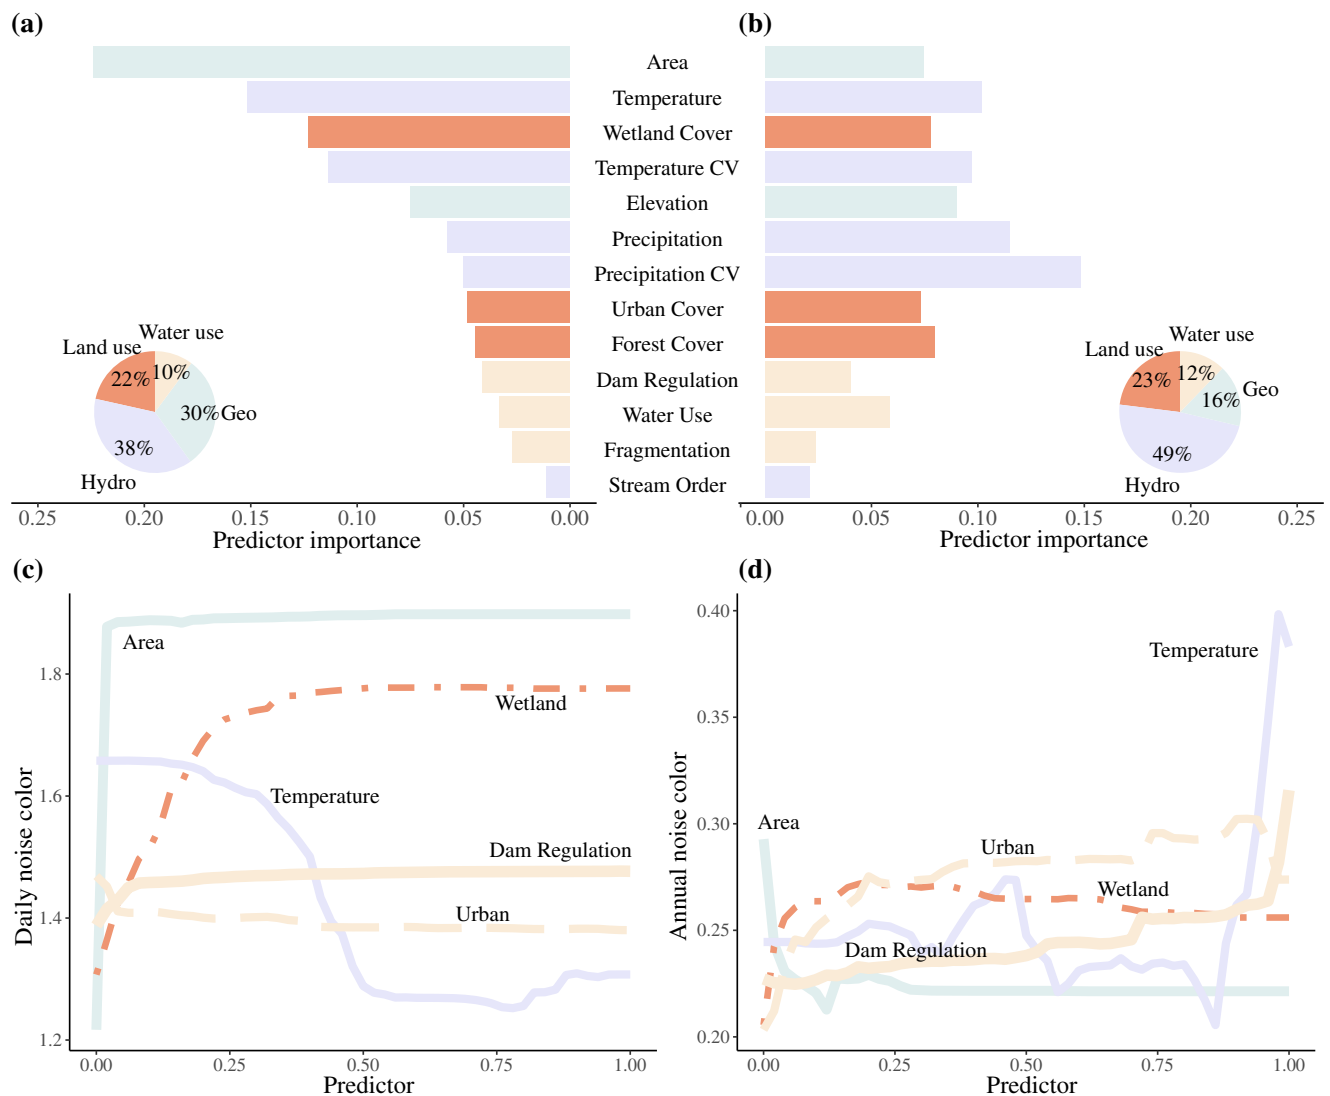 (a)
(b)
Area
Temperature
Wetland Cover
Temperature CV
Elevation
Precipitation
Precipitation CV
Urban Cover
Forest Cover
Dam Regulation
Water Use
Fragmentation
Stream Order
Water use
Land use
22%
10%
30%
Geo
38%
Hydro
Water use
Land use
23%
12%
16%
Geo
49%
Hydro
0.25 0.20 0.15 0.10 0.05 0.00
Predictor importance
0.00 0.05 0.10 0.15 0.20 0.25
Predictor importance
(c)
Daily noise color
1.8
1.6
1.4
1.2
Area
Wetland
Temperature
Dam Regulation
Urban
0.00 0.25 0.50 0.75 1.00
Predictor
(d)
Annual noise color
0.40
0.35
0.30
0.25
0.20
Temperature
Area
Urban
Wetland
Dam Regulation
0.00 0.25 0.50 0.75 1.00
Predictor